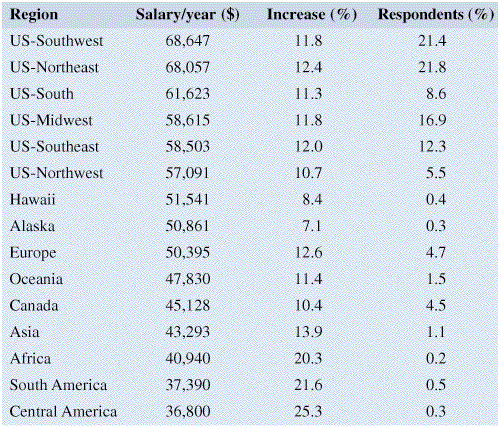 Region Salary/year ($) Increase (%) Respondents (%)
US-Southwest 68,647 11.8 21.4
US-Northeast 68,057 12.4 21.8
US-South 61,623 11.3 8.6
US-Midwest 58,615 11.8 16.9
US-Southeast 58,503 12.0 12.3
US-Northwest 57,091 10.7 5.5
Hawaii 51,541 8.4 0.4
Alaska 50,861 7.1 0.3
Europe 50,395 12.6 4.7
Oceania 47,830 11.4 1.5
Canada 45,128 10.4 4.5
Asia 43,293 13.9 1.1
Africa 40,940 20.3 0.2
South America 37,390 21.6 0.5
Central America 36,800 25.3 0.3